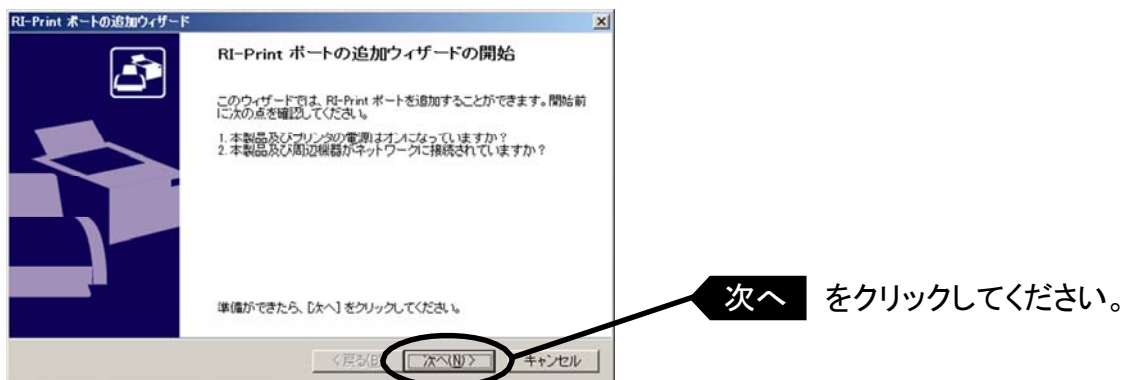 RI-Print ポートの追加ウィザード
RI-Print ポートの追加ウィザードの開始
このウィザードでは、RI-Print ポートを追加することができます。開始前
に次の点を確認してください。
1. 本製品及びプリンタの電源はオンになっていますか？
2. 本製品及び周辺機器がネットワークに接続されていますか？
準備ができたら、[次へ] をクリックしてください。
次へ をクリックしてください。
< 戻る(B) 次へ(N) > キャンセル